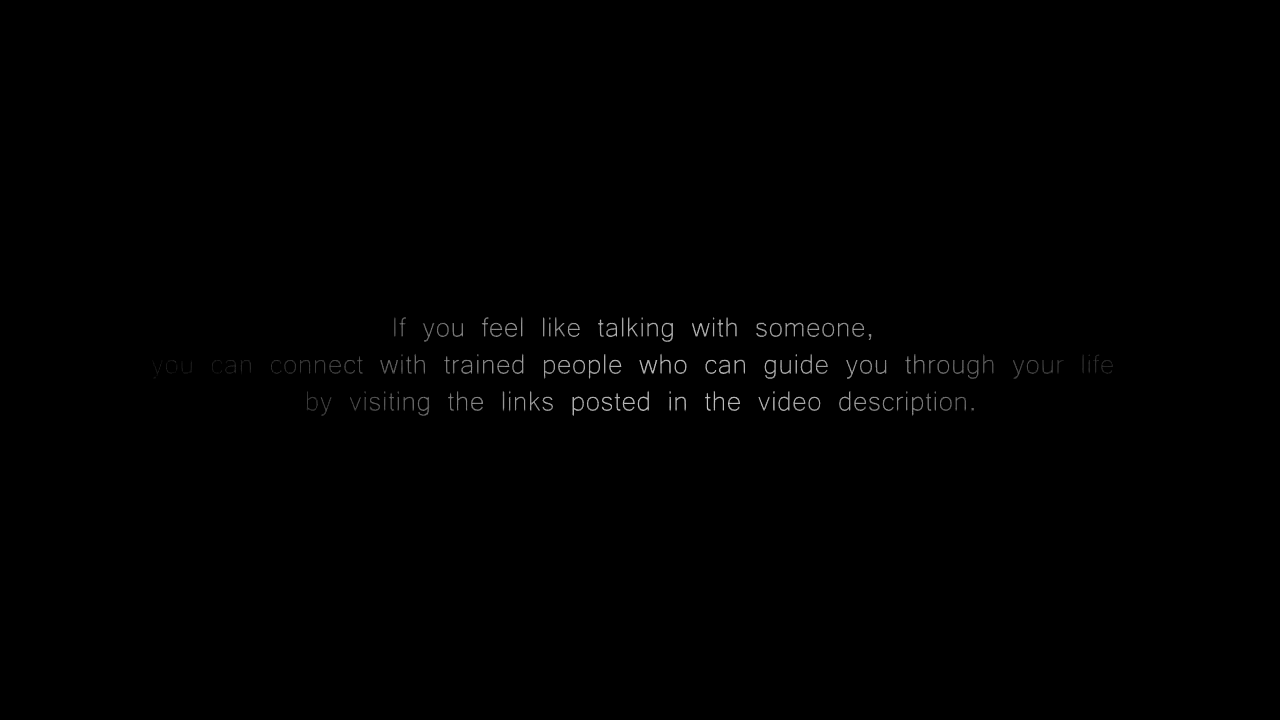 If you feel like talking with someone,
you can connect with trained people who can guide you through your life
by visiting the links posted in the video description.